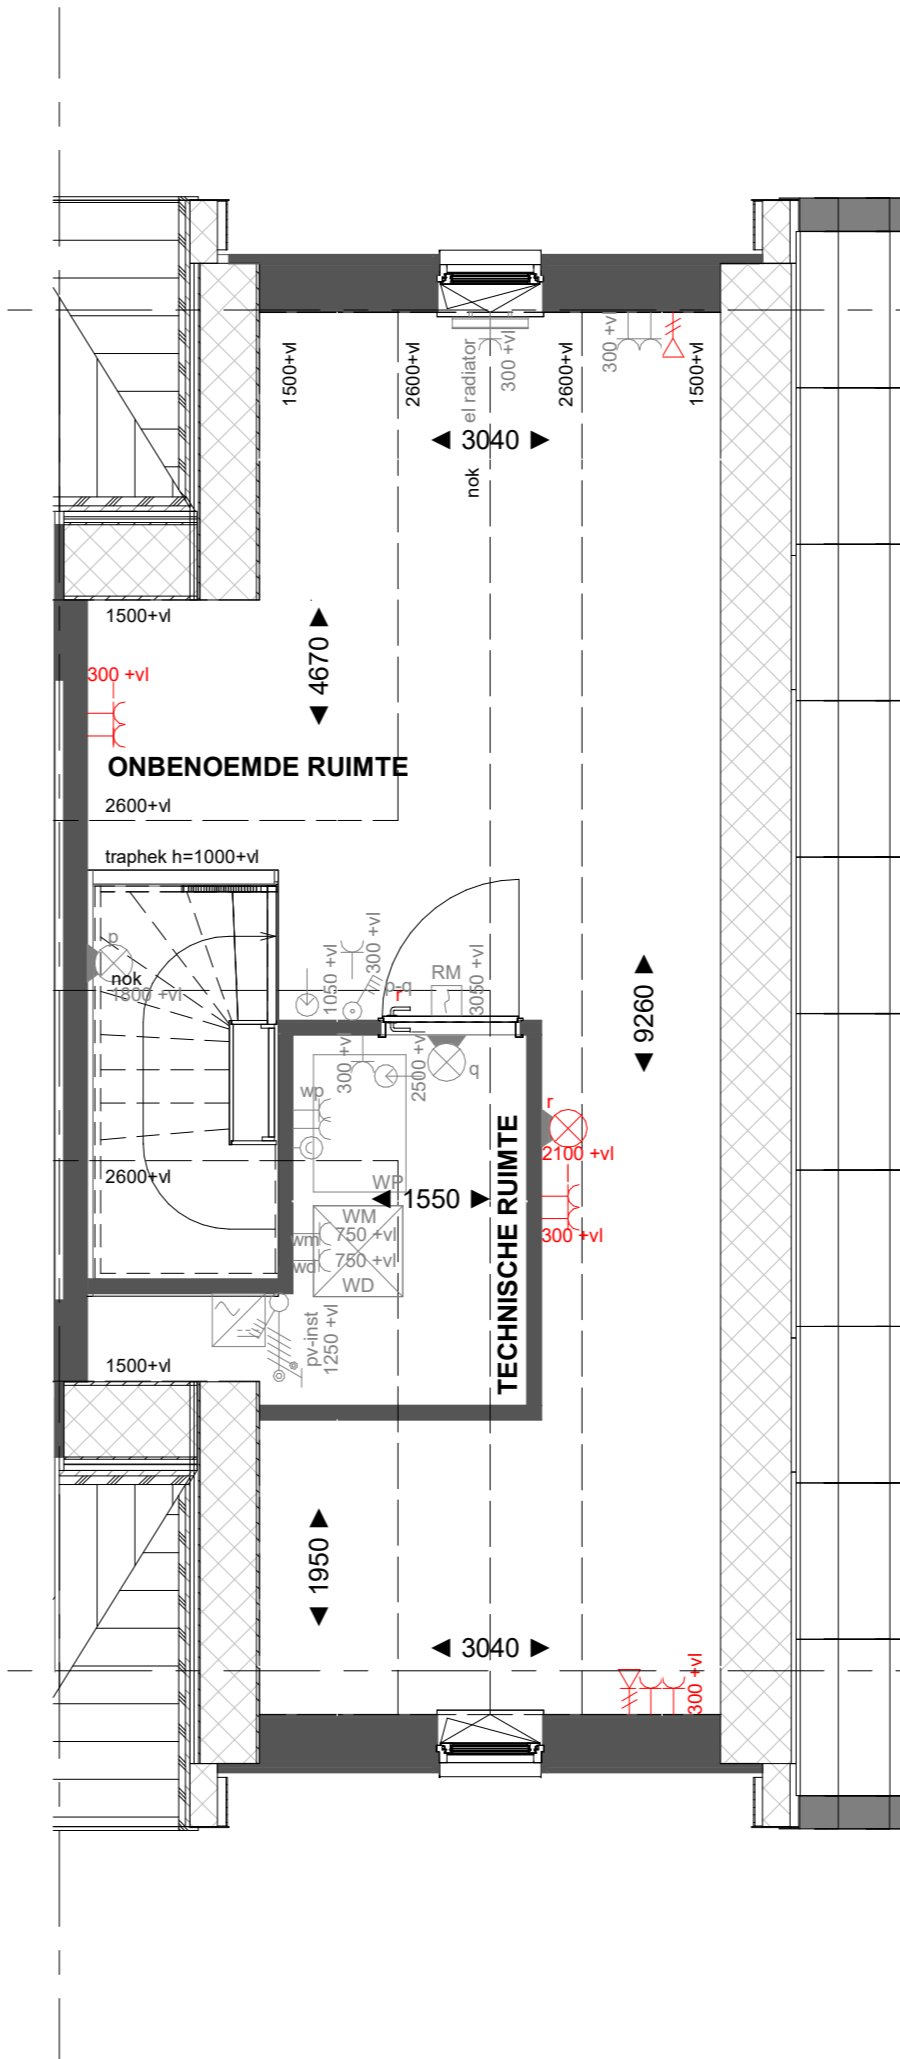 1500+vl
2600+vl
el radiator
300 +vl
2600+vl
300 +vl
1500+vl
3040
nok
1500+vl
4670
300 +vl
ONBENOEMDE RUIMTE
2600+vl
traphek h=1000+vl
p
nok
1800 +vl
1050 +vl
300 +vl
p-q
r
RM
3050 +vl
9260
300 +vl
2500 +vl
q
wp
WP
r
2100 +vl
300 +vl
2600+vl
1550
TECHNISCHE RUIMTE
WM
wm
750 +vl
750 +vl
wd
WD
pv-inst
1250 +vl
1500+vl
1950
3040
300 +vl